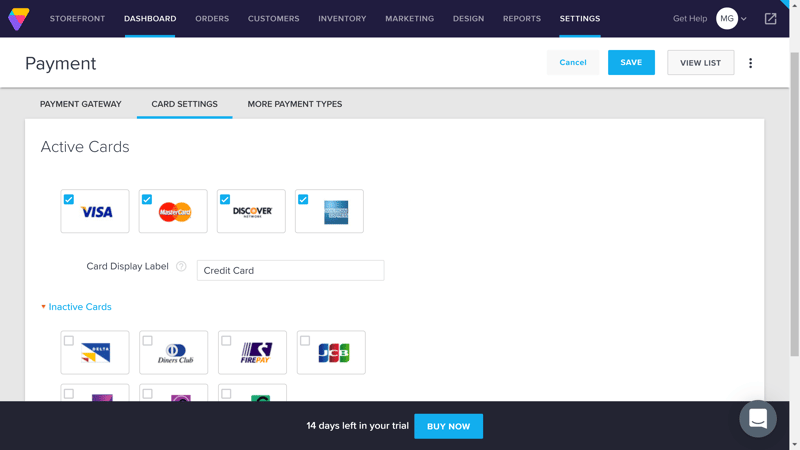 STOREFRONT DASHBOARD ORDERS CUSTOMERS INVENTORY MARKETING DESIGN REPORTS SETTINGS Get Help MG
Payment Cancel SAVE VIEW LIST
PAYMENT GATEWAY CARD SETTINGS MORE PAYMENT TYPES
Active Cards
VISA MasterCard DISCOVER
NETWORK
Card Display Label ? Credit Card
Inactive Cards
DELTA Diners Club FIREPAY JCB
14 days left in your trial BUY NOW